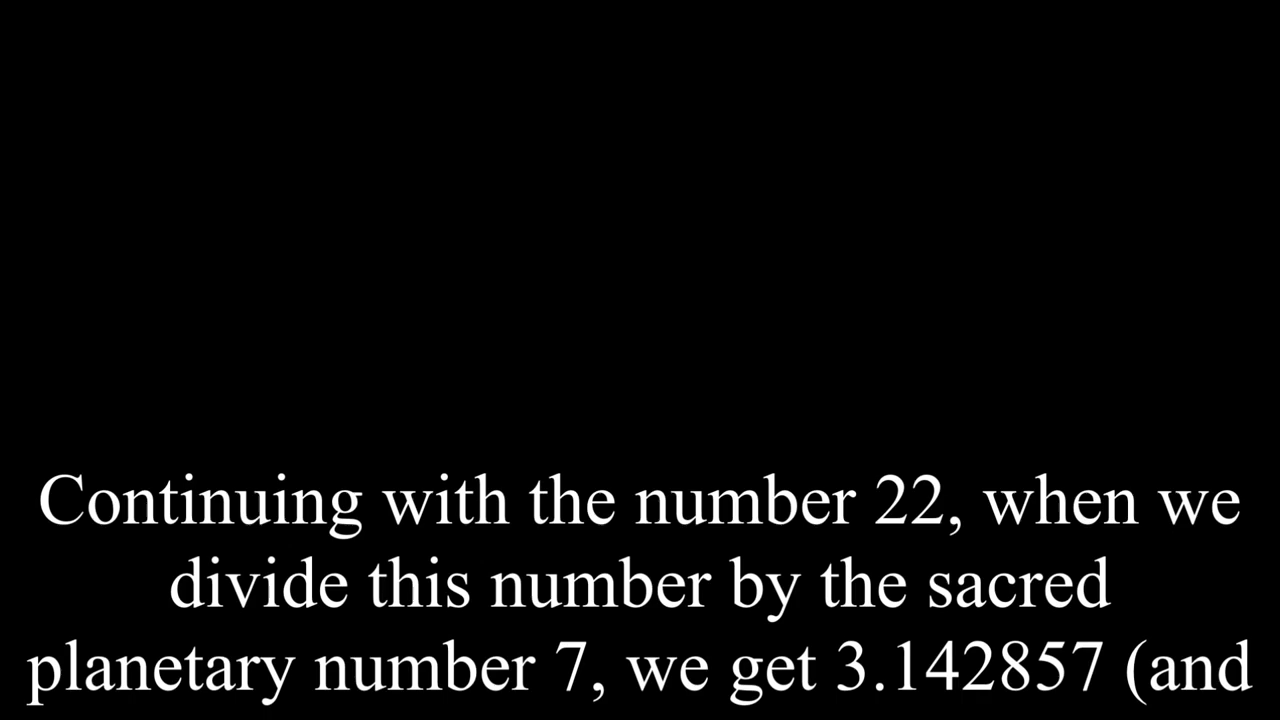 Continuing with the number 22, when we
divide this number by the sacred
planetary number 7, we get 3.142857 (and